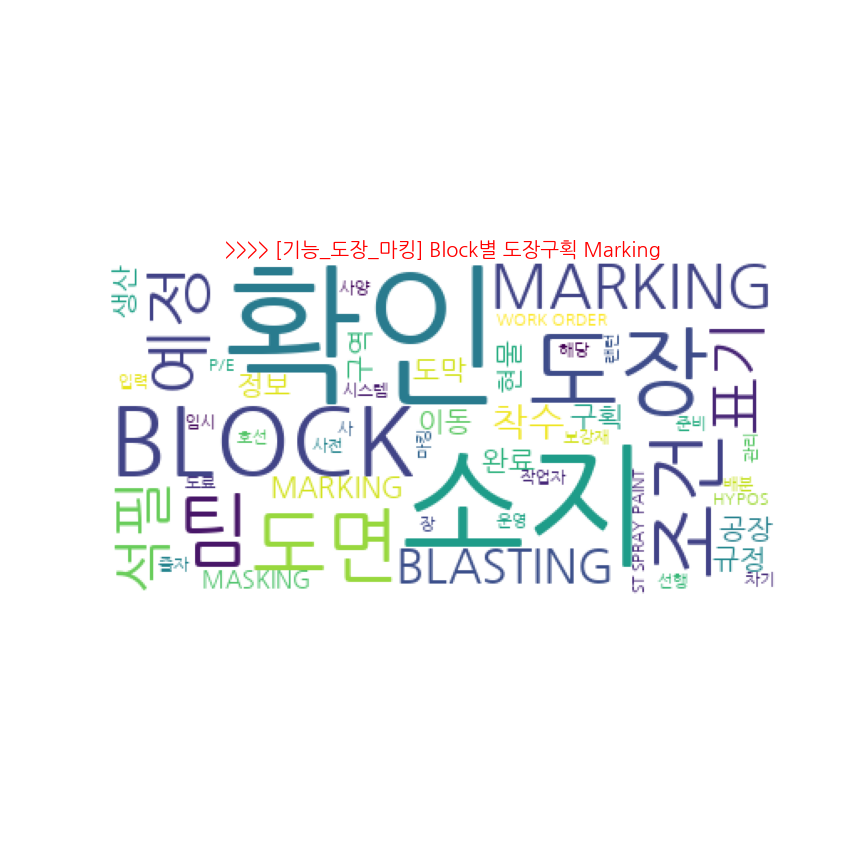 >>>> [기능_도장_마킹] Block별 도장구획 Marking
생산
예정
확인
사양
MARKING
WORK ORDER
P/E
구역
현물
도장
해당
랜턴
표기
입력
정보
시스템
도막
BLOCK
임시
호선
사
사전
마킹
이동
착수
구획
보강재
준비
조건
관리
완료
작업자
소지
석필
도료
팀
MARKING
도면
장
운영
BLASTING
줄자
MASKING
ST SPRAY PAINT
배분
HYPOS
공장
규정
선행
차기